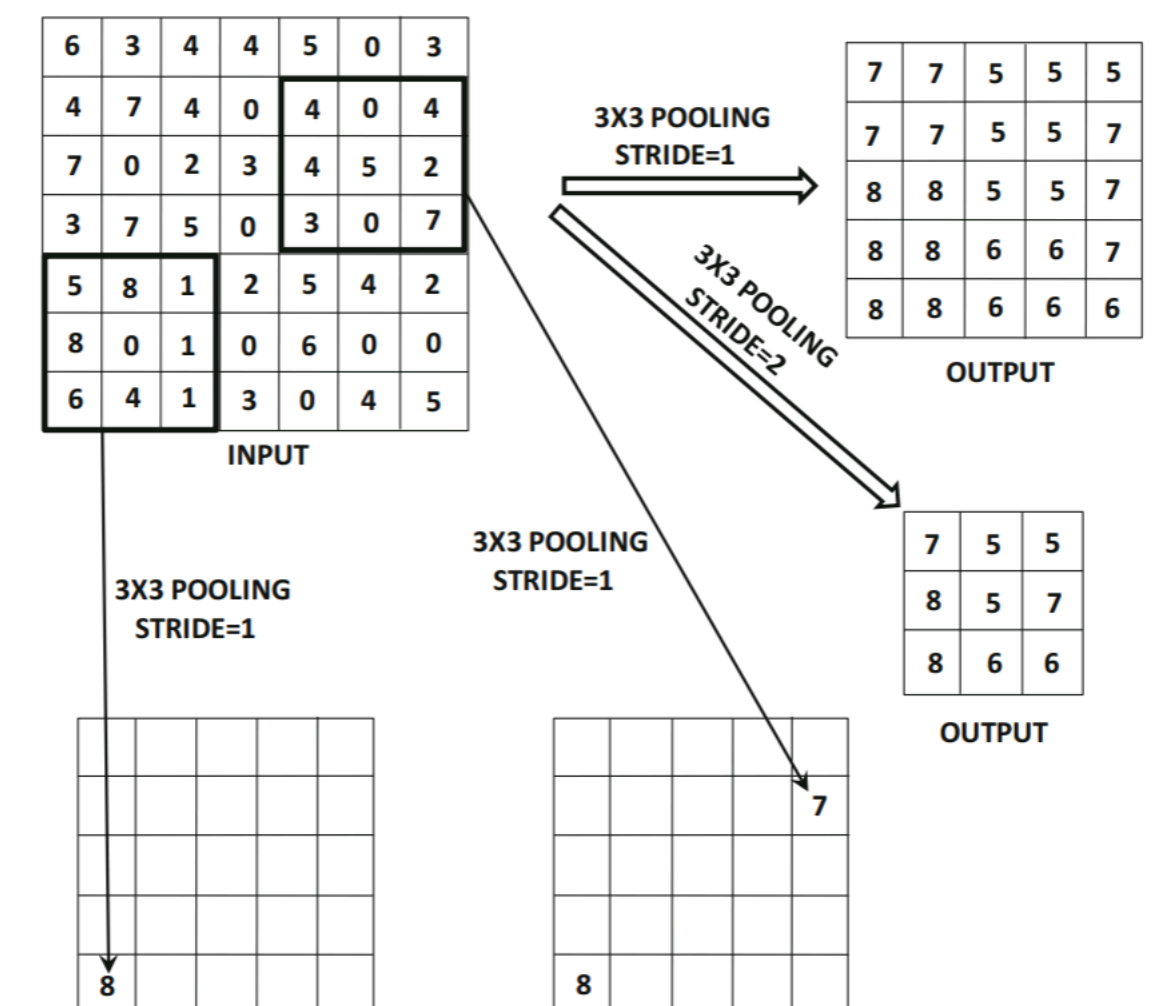 6 3 4 4 5 0 3
4 7 4 0 4 0 4
7 0 2 3 4 5 2
3 7 5 0 3 0 7
5 8 1 2 5 4 2
8 0 1 0 6 0 0
6 4 1 3 0 4 5
INPUT
3X3 POOLING
STRIDE=1
7 7 5 5 5
7 7 5 5 7
8 8 5 5 7
8 8 6 6 7
8 8 6 6 6
OUTPUT
3X3 POOLING
STRIDE=2
7 5 5
8 5 7
8 6 6
OUTPUT
3X3 POOLING
STRIDE=1
3X3 POOLING
STRIDE=1
8
7
8